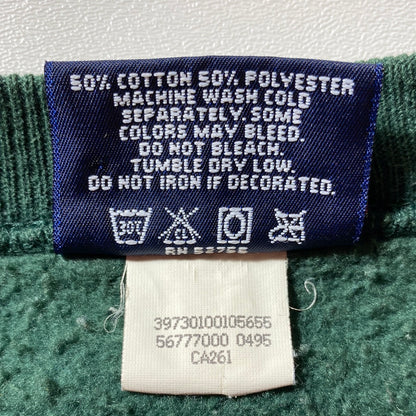 50% COTTON 50% POLYESTER
MACHINE WASH COLD
SEPARATELY. SOME
COLORS MAY BLEED.
DO NOT BLEACH.
TUMBLE DRY LOW.
DO NOT IRON IF DECORATED.
30°
CL
RN
39730100105655
56777000 0495
CA261